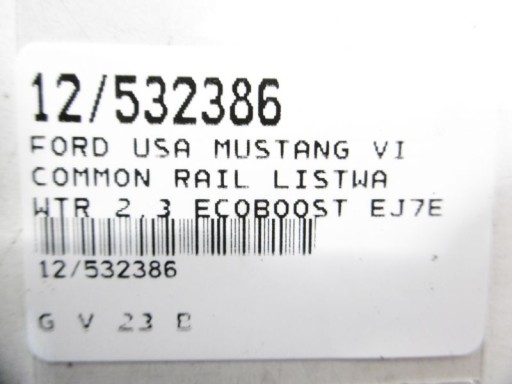 12/532386
FORD USA MUSTANG VI
COMMON RAIL LISTWA
WTR 2.3 ECOBOOST EJ7E
12/532386
G V 23 B